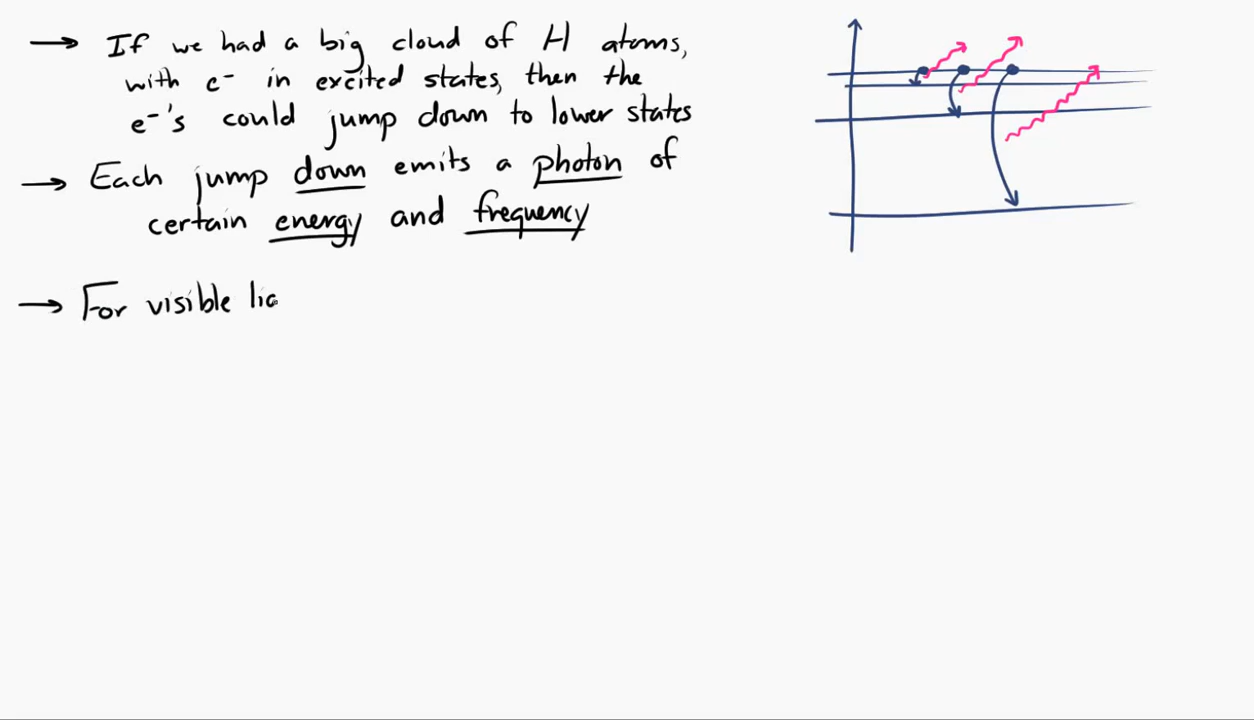 → If we had a big cloud of H atoms,
with e⁻ in excited states, then the
e⁻'s could jump down to lower states
→ Each jump down emits a photon of
certain energy and frequency
→ For visible lig